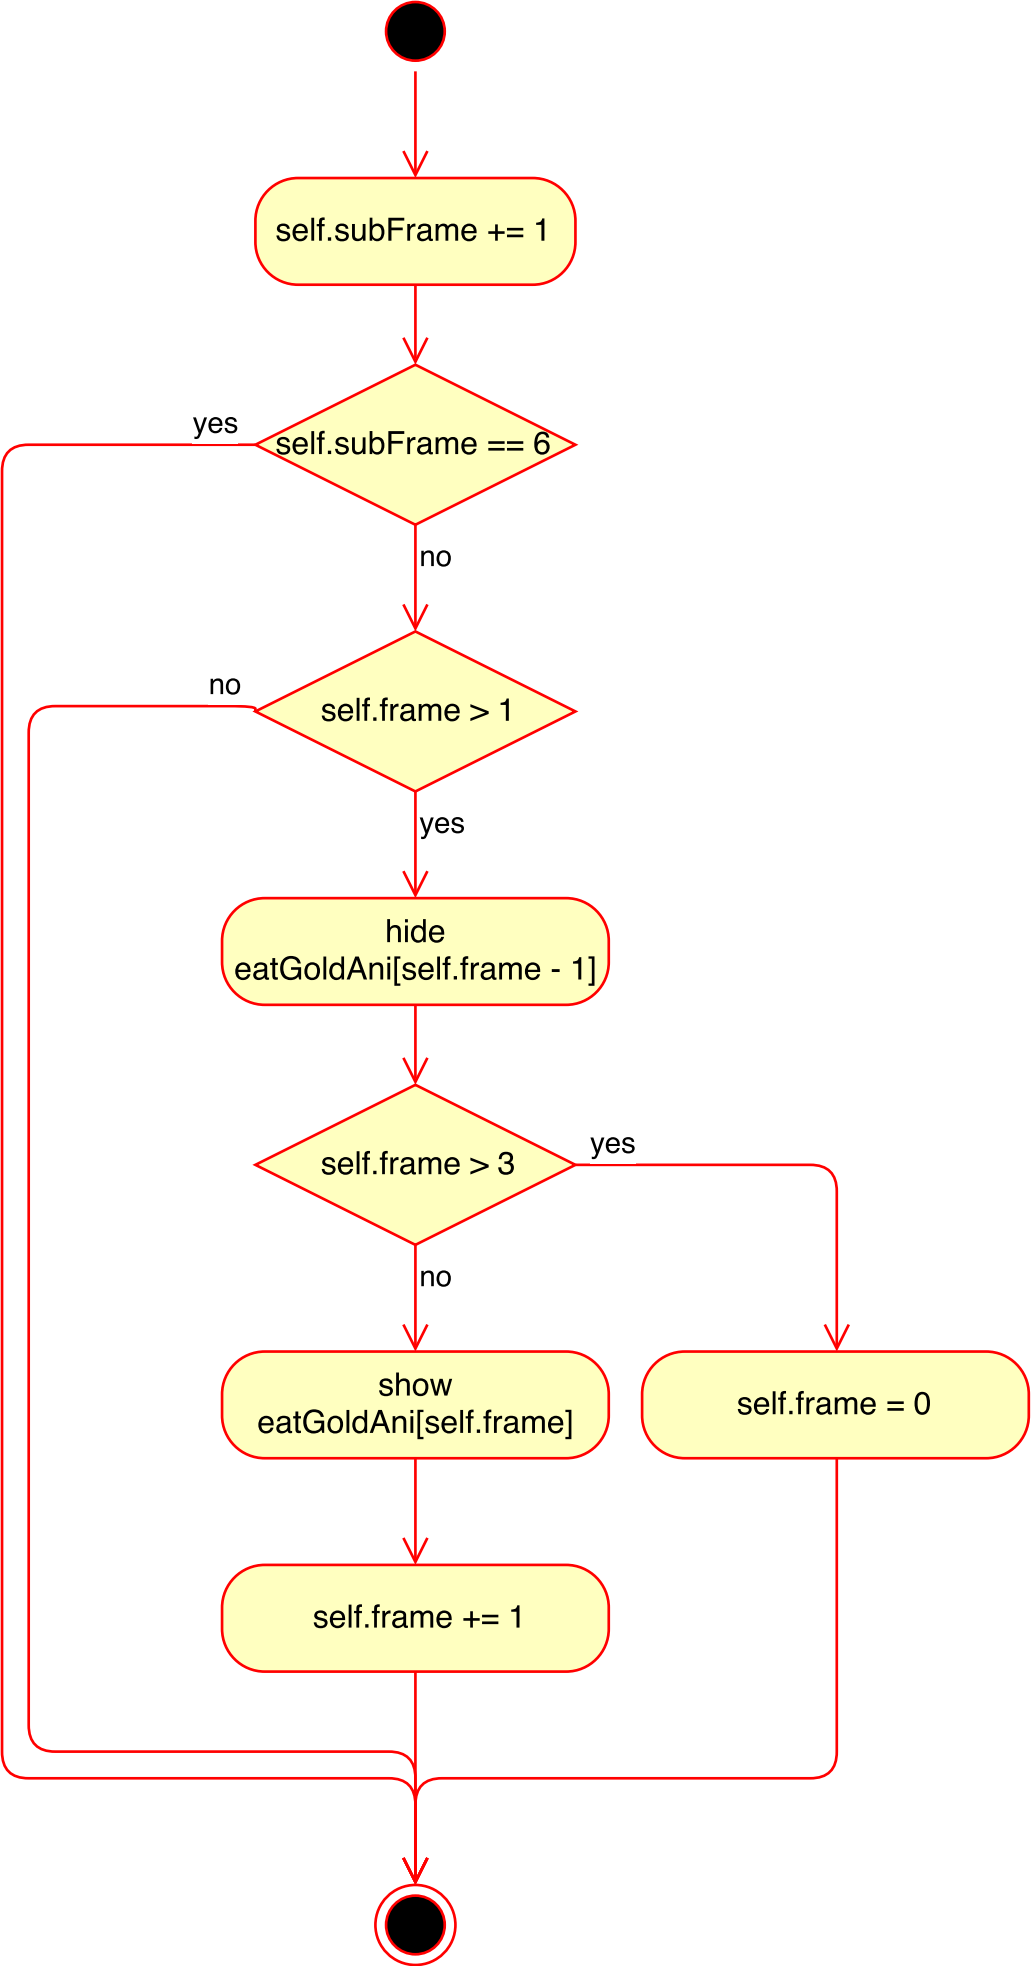 self.subFrame += 1
yes
self.subFrame == 6
no
no
self.frame > 1
yes
hide
eatGoldAni[self.frame - 1]
yes
self.frame > 3
no
show
eatGoldAni[self.frame]
self.frame = 0
self.frame += 1